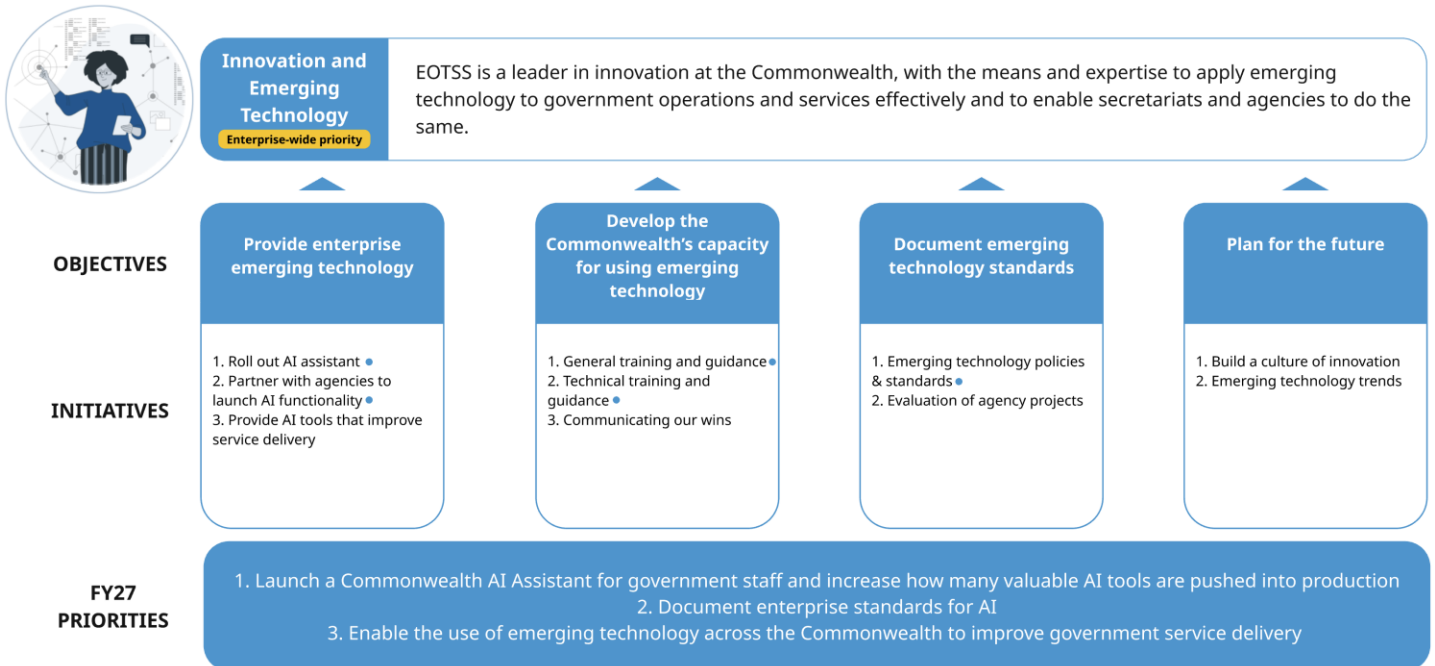 Innovation and
Emerging
Technology
Enterprise-wide priority
EOTSS is a leader in innovation at the Commonwealth, with the means and expertise to apply emerging
technology to government operations and services effectively and to enable secretariats and agencies to do the
same.
OBJECTIVES
Provide enterprise
emerging technology
Develop the
Commonwealth's capacity
for using emerging
technology
Document emerging
technology standards
Plan for the future
INITIATIVES
1. Roll out AI assistant
2. Partner with agencies to
launch AI functionality
3. Provide AI tools that improve
service delivery
1. General training and guidance
2. Technical training and
guidance
3. Communicating our wins
1. Emerging technology policies
& standards
2. Evaluation of agency projects
1. Build a culture of innovation
2. Emerging technology trends
FY27
PRIORITIES
1. Launch a Commonwealth AI Assistant for government staff and increase how many valuable AI tools are pushed into production
2. Document enterprise standards for AI
3. Enable the use of emerging technology across the Commonwealth to improve government service delivery